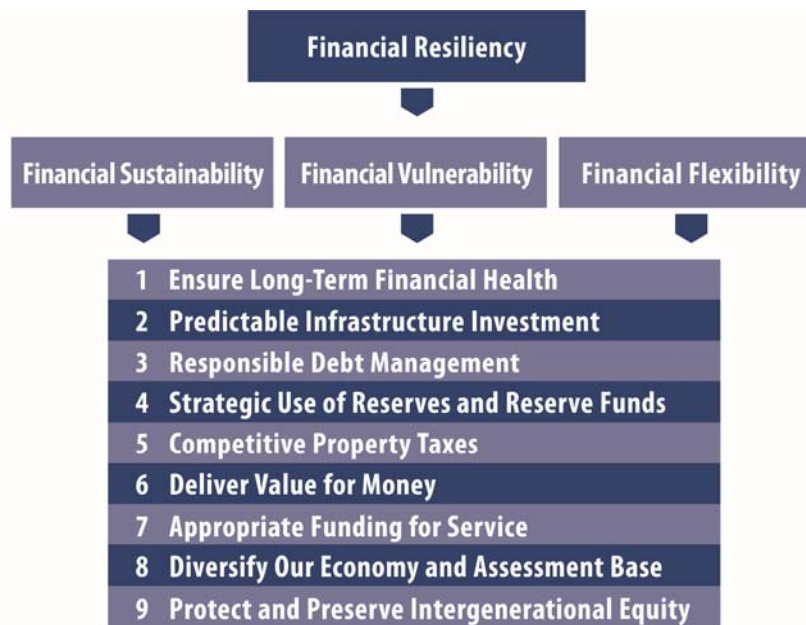 Financial Resiliency
Financial Sustainability
Financial Vulnerability
Financial Flexibility
1 Ensure Long-Term Financial Health
2 Predictable Infrastructure Investment
3 Responsible Debt Management
4 Strategic Use of Reserves and Reserve Funds
5 Competitive Property Taxes
6 Deliver Value for Money
7 Appropriate Funding for Service
8 Diversify Our Economy and Assessment Base
9 Protect and Preserve Intergenerational Equity